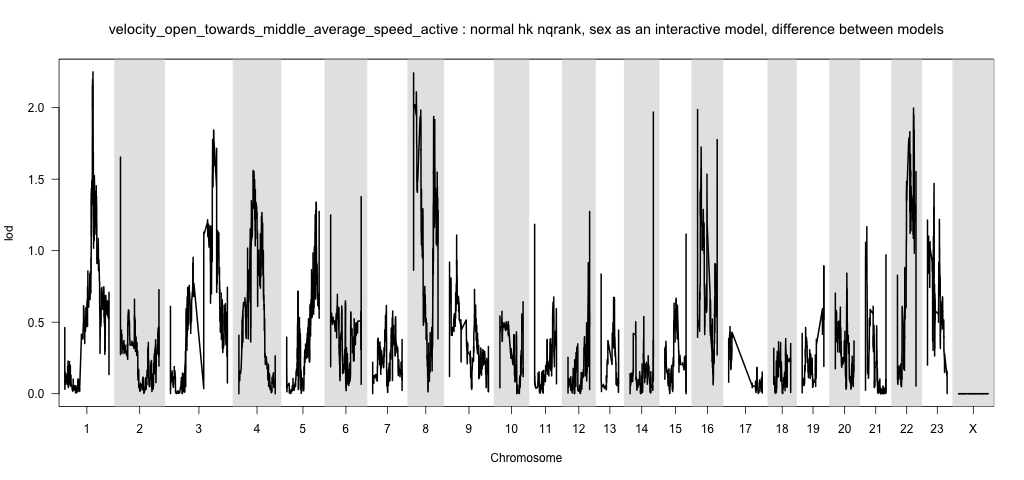 velocity_open_towards_middle_average_speed_active : normal hk nqrank, sex as an interactive model, difference between models
lod
2.0
1.5
1.0
0.5
0.0
1 2 3 4 5 6 7 8 9 10 11 12 13 14 15 16 17 18 19 20 21 22 23 X
Chromosome